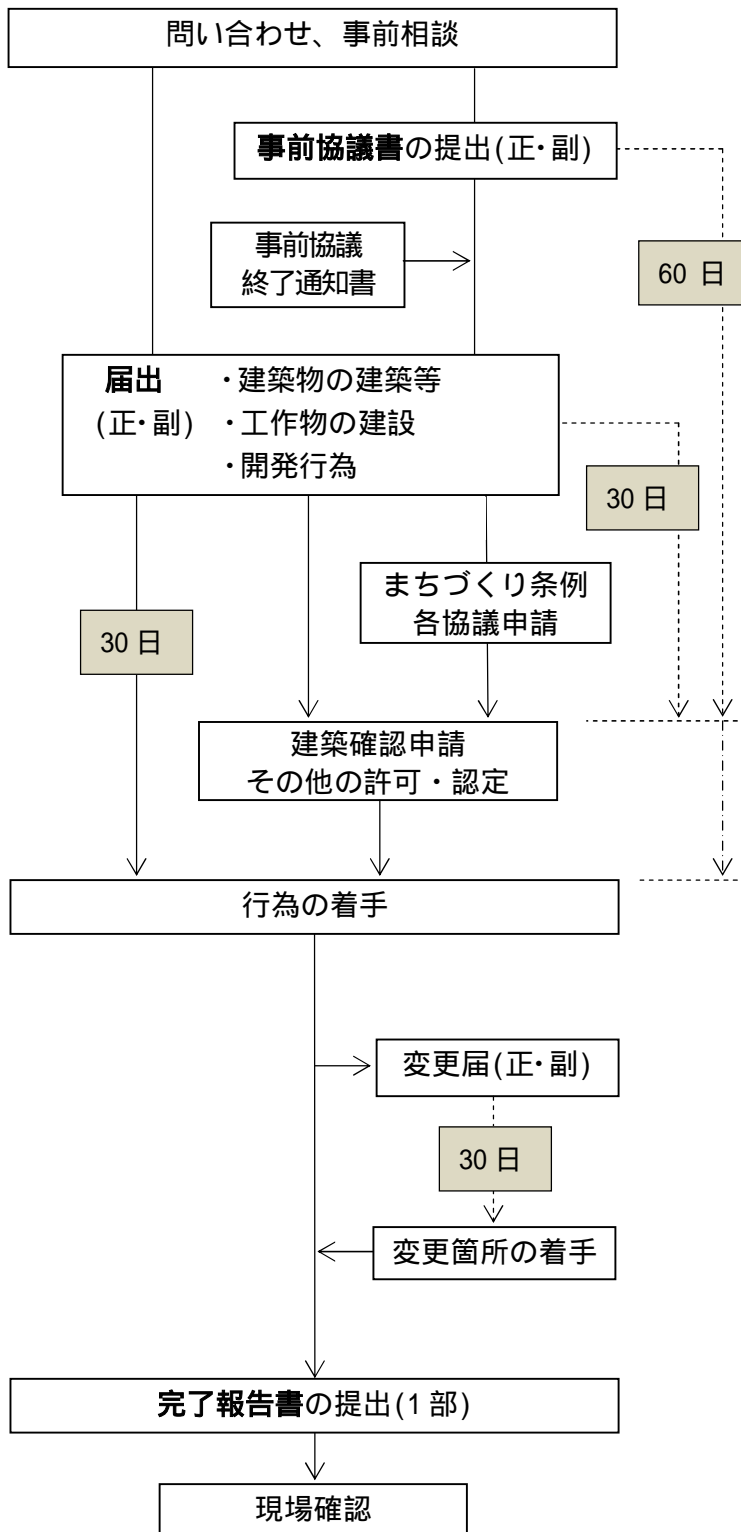 問い合わせ、事前相談
事前協議書の提出(正・副)
事前協議
終了通知書
60 日
届出 ・建築物の建築等
(正・副) ・工作物の建設
・開発行為
30 日
まちづくり条例
各協議申請
30 日
建築確認申請
その他の許可・認定
行為の着手
変更届(正・副)
30 日
変更箇所の着手
完了報告書の提出(1 部)
現場確認